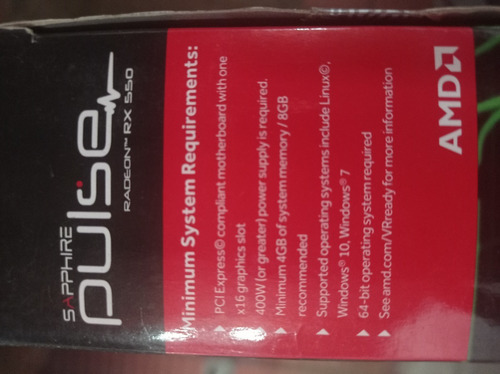 SAPPHIRE
pulse
RADEON™ RX 550
Minimum System Requirements:
PCI Express© compliant motherboard with one
x16 graphics slot
400W (or greater) power supply is required.
Minimum 4GB of system memory / 8GB
recommended
Supported operating systems include Linux©,
Windows® 10, Windows® 7
64-bit operating system required
See amd.com/VRready for more information
AMD